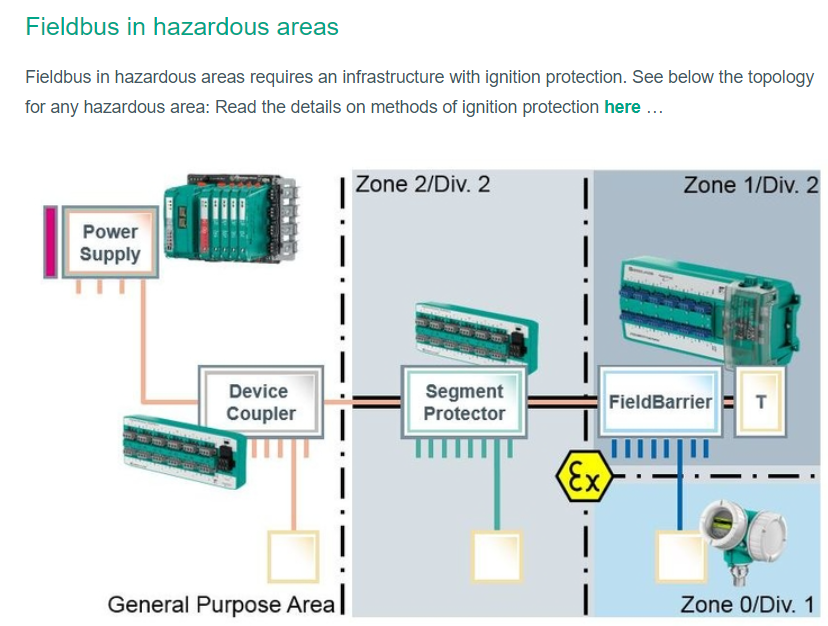 Fieldbus in hazardous areas
Fieldbus in hazardous areas requires an infrastructure with ignition protection. See below the topology
for any hazardous area: Read the details on methods of ignition protection here …
Zone 2/Div. 2
Zone 1/Div. 2
Power
Supply
Device
Coupler
Segment
Protector
FieldBarrier
T
Ex
General Purpose Area
Zone 0/Div. 1